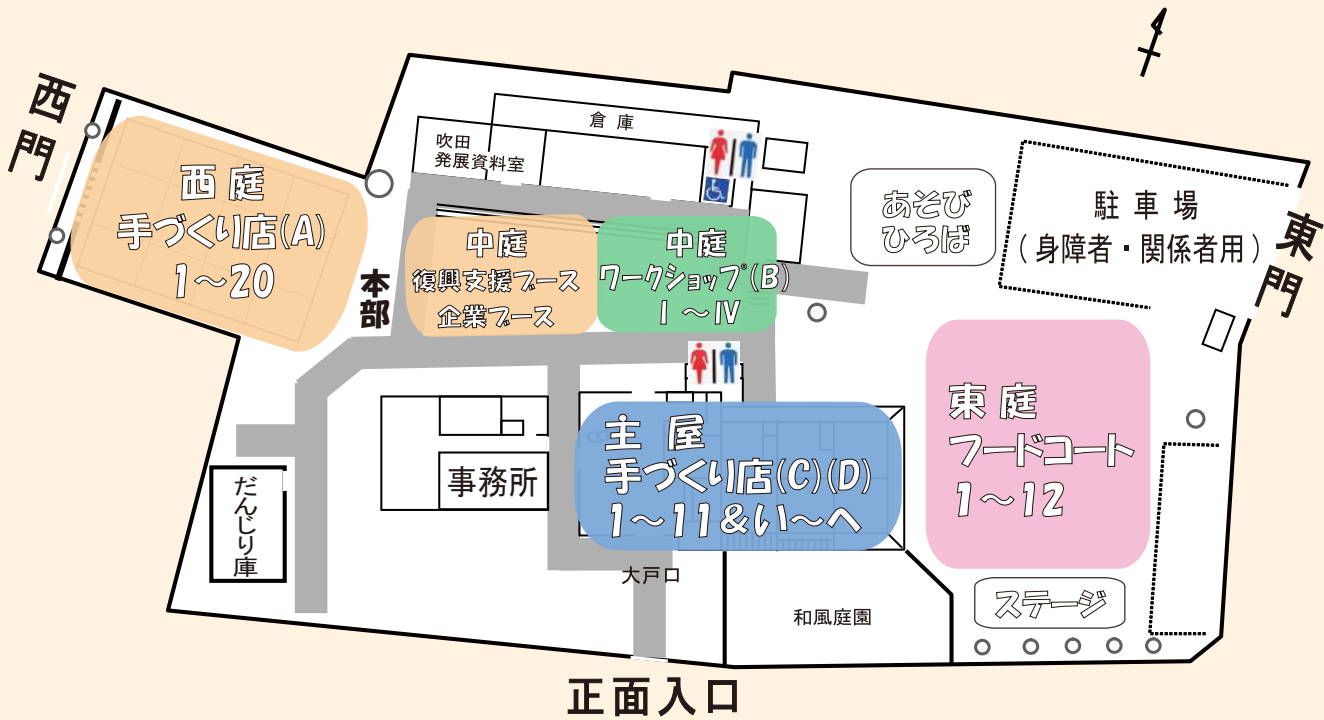 西門
西庭
手づくり店(A)
1～20
本部
吹田
発展資料室
倉庫
中庭
復興支援ブース
企業ブース
中庭
ワークショップ(B)
Ⅰ～Ⅳ
あそび
ひろば
駐車場
(身障者・関係者用)
東門
主屋
手づくり店(C)(D)
1～11&い～へ
東庭
フードコート
1～12
事務所
だんじり庫
大戸口
和風庭園
ステージ
正面入口